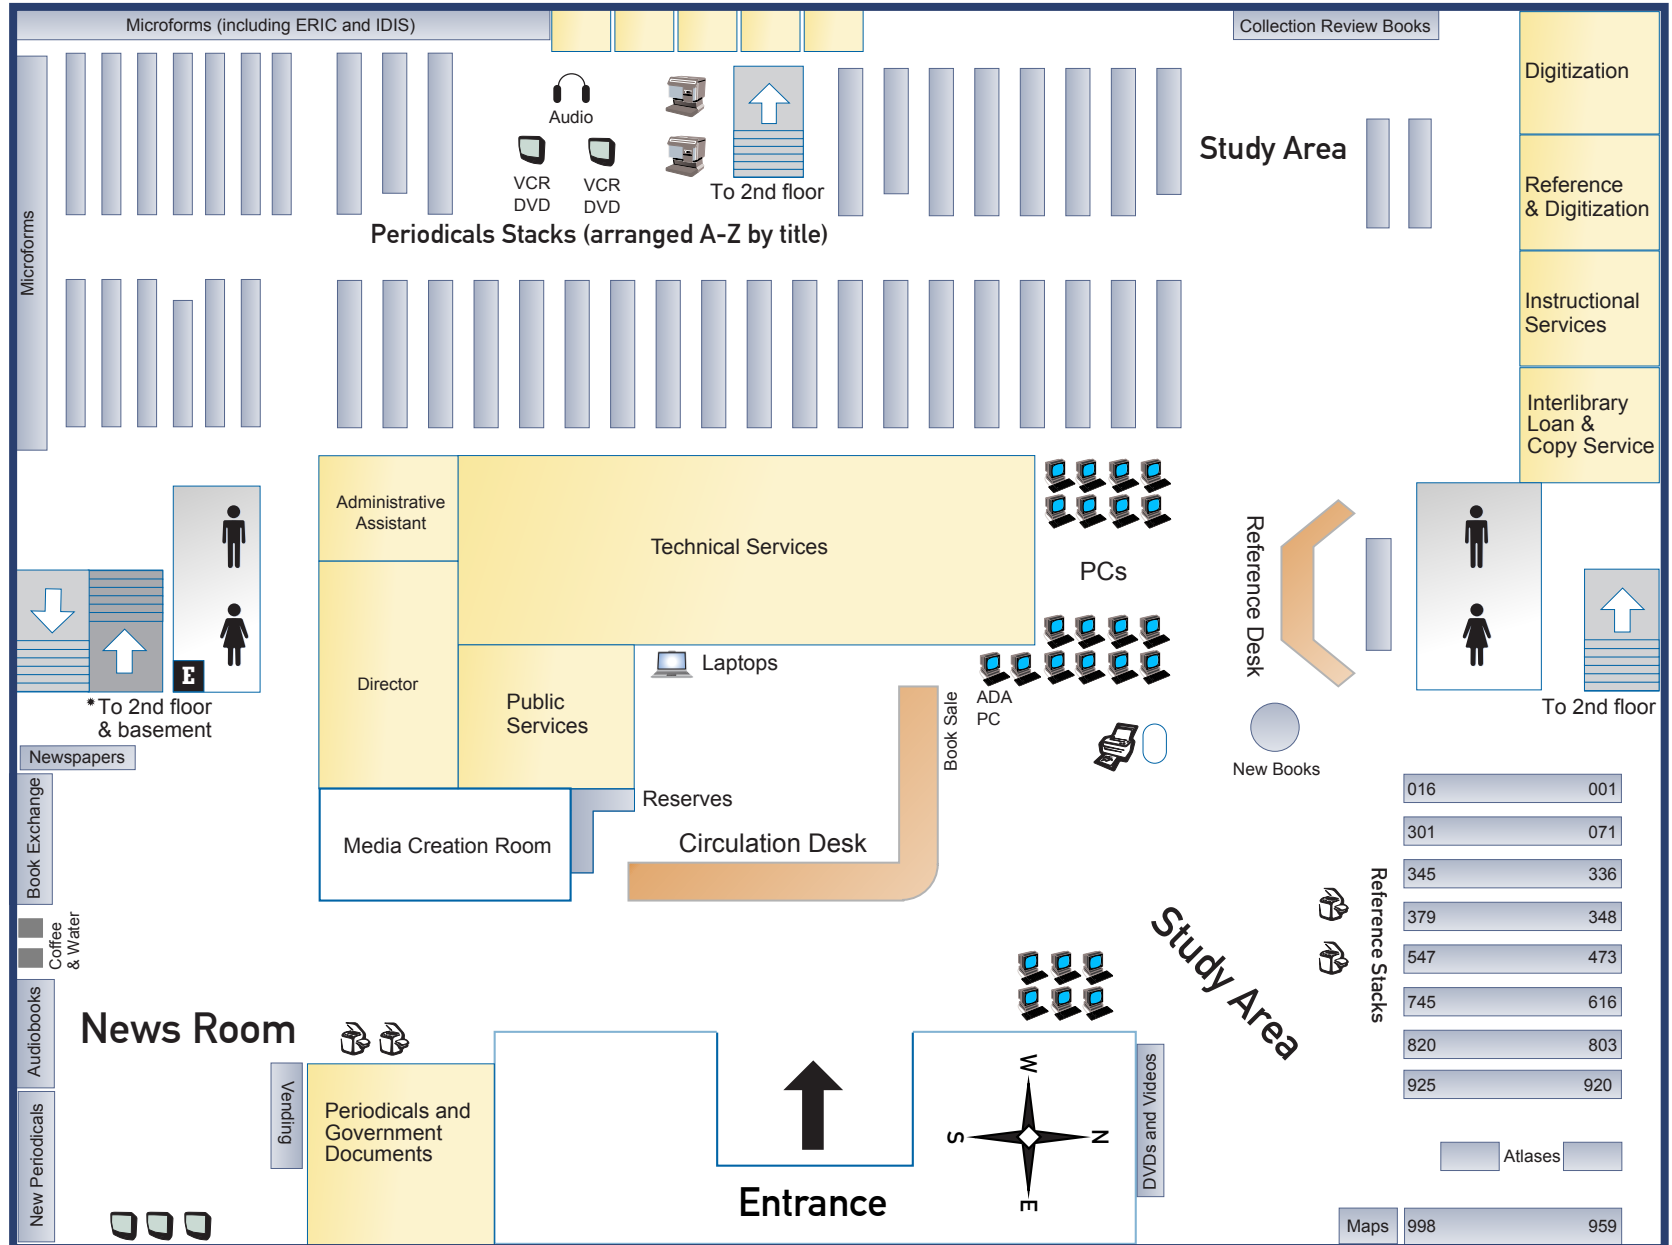 Microforms (including ERIC and IDIS)
Collection Review Books
Digitization
Reference
& Digitization
Instructional
Services
Interlibrary
Loan &
Copy Service
Microforms
Audio
VCR
DVD
VCR
DVD
To 2nd floor
Study Area
Periodicals Stacks (arranged A-Z by title)
Administrative
Assistant
Technical Services
Director
Public
Services
Laptops
PCs
ADA
PC
Reference Desk
Book Sale
New Books
To 2nd floor
E
*To 2nd floor
& basement
Newspapers
Book Exchange
Coffee
& Water
Audiobooks
New Periodicals
Media Creation Room
Reserves
Circulation Desk
News Room
Vending
Periodicals and
Government
Documents
Entrance
W
S
N
E
DVDs and Videos
Study Area
Reference Stacks
016 001
301 071
345 336
379 348
547 473
745 616
820 803
925 920
Atlases
Maps
998 959